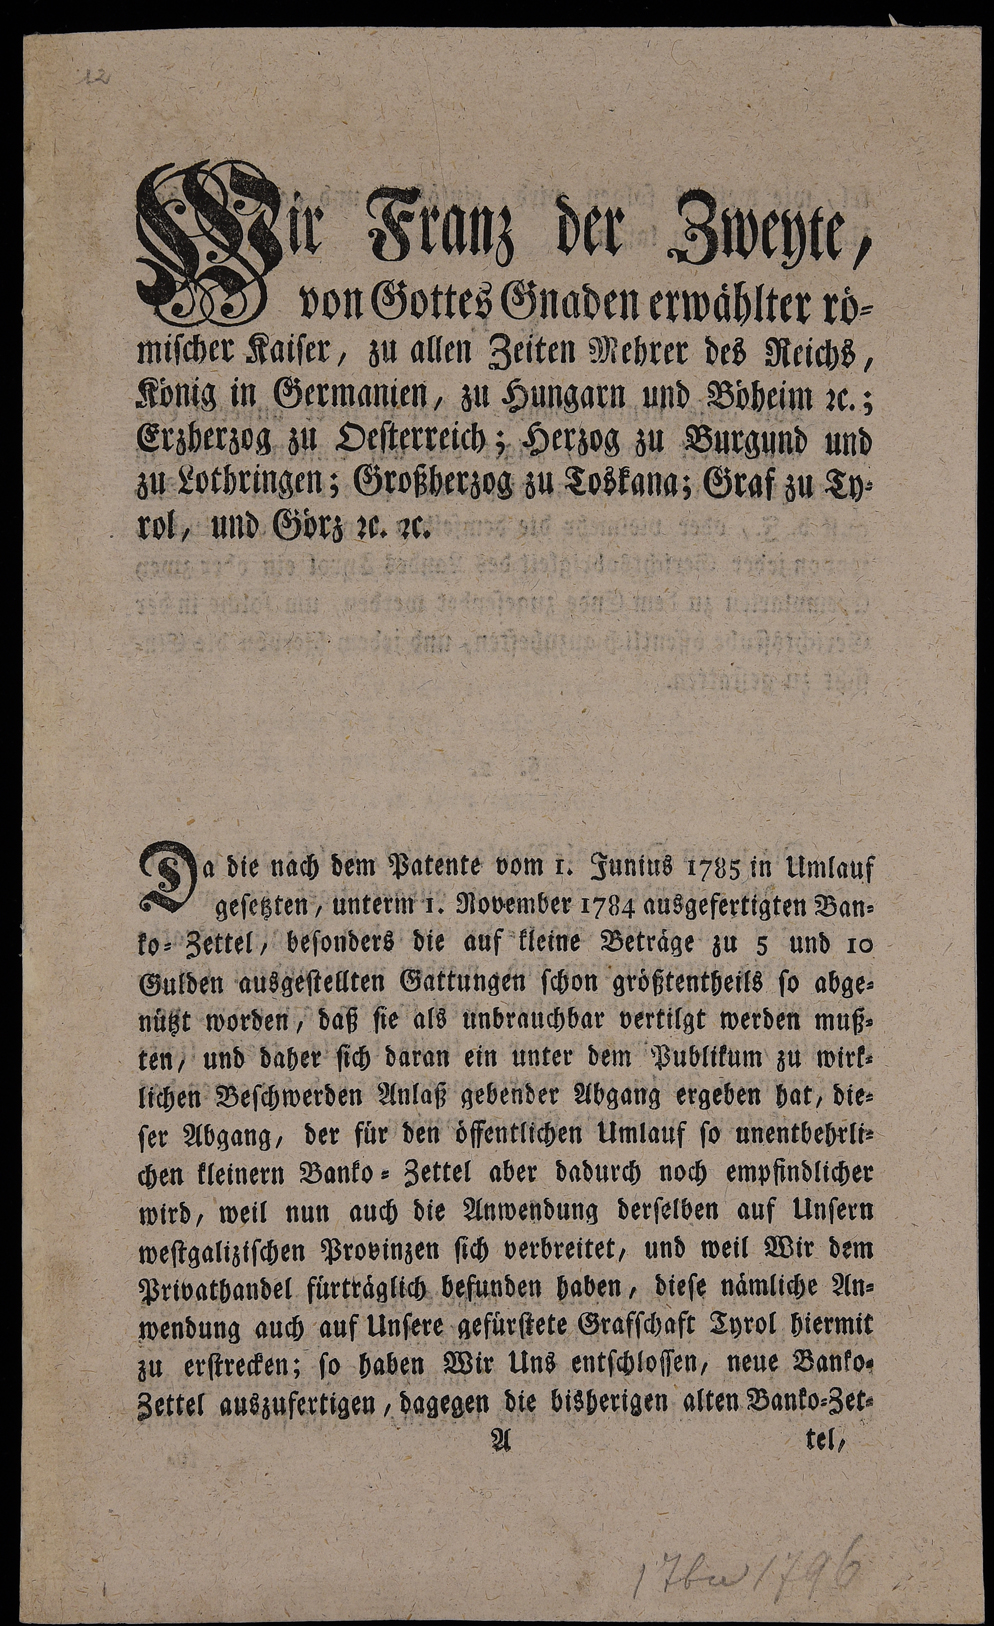 12
Wir Franz der Zweyte,
von Gottes Gnaden erwählter rö=
mischer Kaiser, zu allen Zeiten Mehrer des Reichs,
König in Germanien, zu Hungarn und Böheim ꝛc.;
Erzherzog zu Oesterreich; Herzog zu Burgund und
zu Lothringen; Großherzog zu Toskana; Graf zu Ty=
rol, und Görz ꝛc. ꝛc.
Da die nach dem Patente vom 1. Junius 1785 in Umlauf
gesetzten, unterm 1. November 1784 ausgefertigten Ban=
ko= Zettel, besonders die auf kleine Beträge zu 5 und 10
Gulden ausgestellten Gattungen schon größtentheils so abge=
nützt worden, daß sie als unbrauchbar vertilgt werden muß=
ten, und daher sich daran ein unter dem Publikum zu wirk=
lichen Beschwerden Anlaß gebender Abgang ergeben hat, die=
ser Abgang, der für den öffentlichen Umlauf so unentbehrli=
chen kleinern Banko = Zettel aber dadurch noch empfindlicher
wird, weil nun auch die Anwendung derselben auf Unsern
westgalizischen Provinzen sich verbreitet, und weil Wir dem
Privathandel fürträglich befunden haben, diese nämliche An=
wendung auch auf Unsere gefürstete Grafschaft Tyrol hiermit
zu erstrecken; so haben Wir Uns entschlossen, neue Banko=
Zettel auszufertigen, dagegen die bisherigen alten Banko=Zet=
A tel,
1796